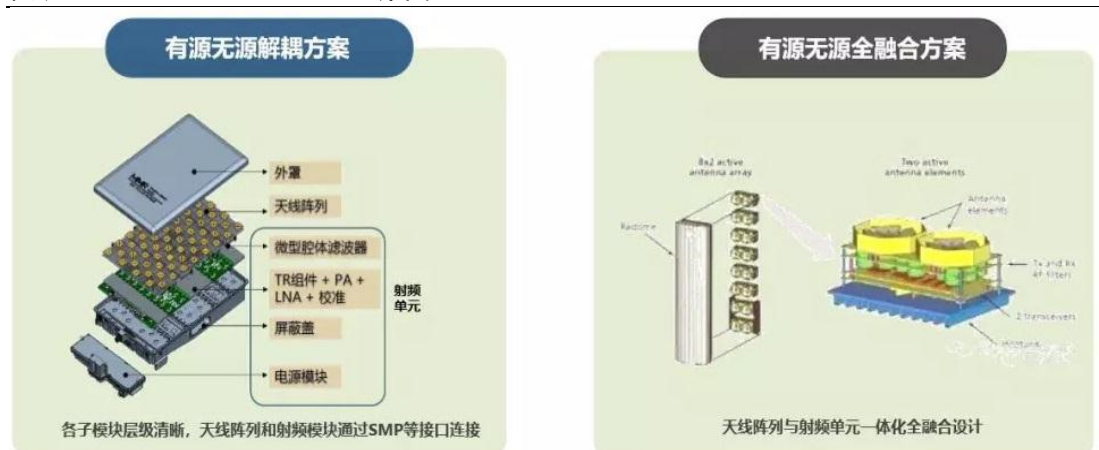 有源无源解耦方案
外罩
天线阵列
微型腔体滤波器
TR组件 + PA +
LNA + 校准
射频
单元
屏蔽盖
电源模块
各子模块层级清晰，天线阵列和射频模块通过SMP等接口连接
有源无源全融合方案
8x2 active
antenna array
Two active
antenna elements
Antenna
elements
Radome
Tx and Rx
RF filters
2 transceivers
天线阵列与射频单元一体化全融合设计